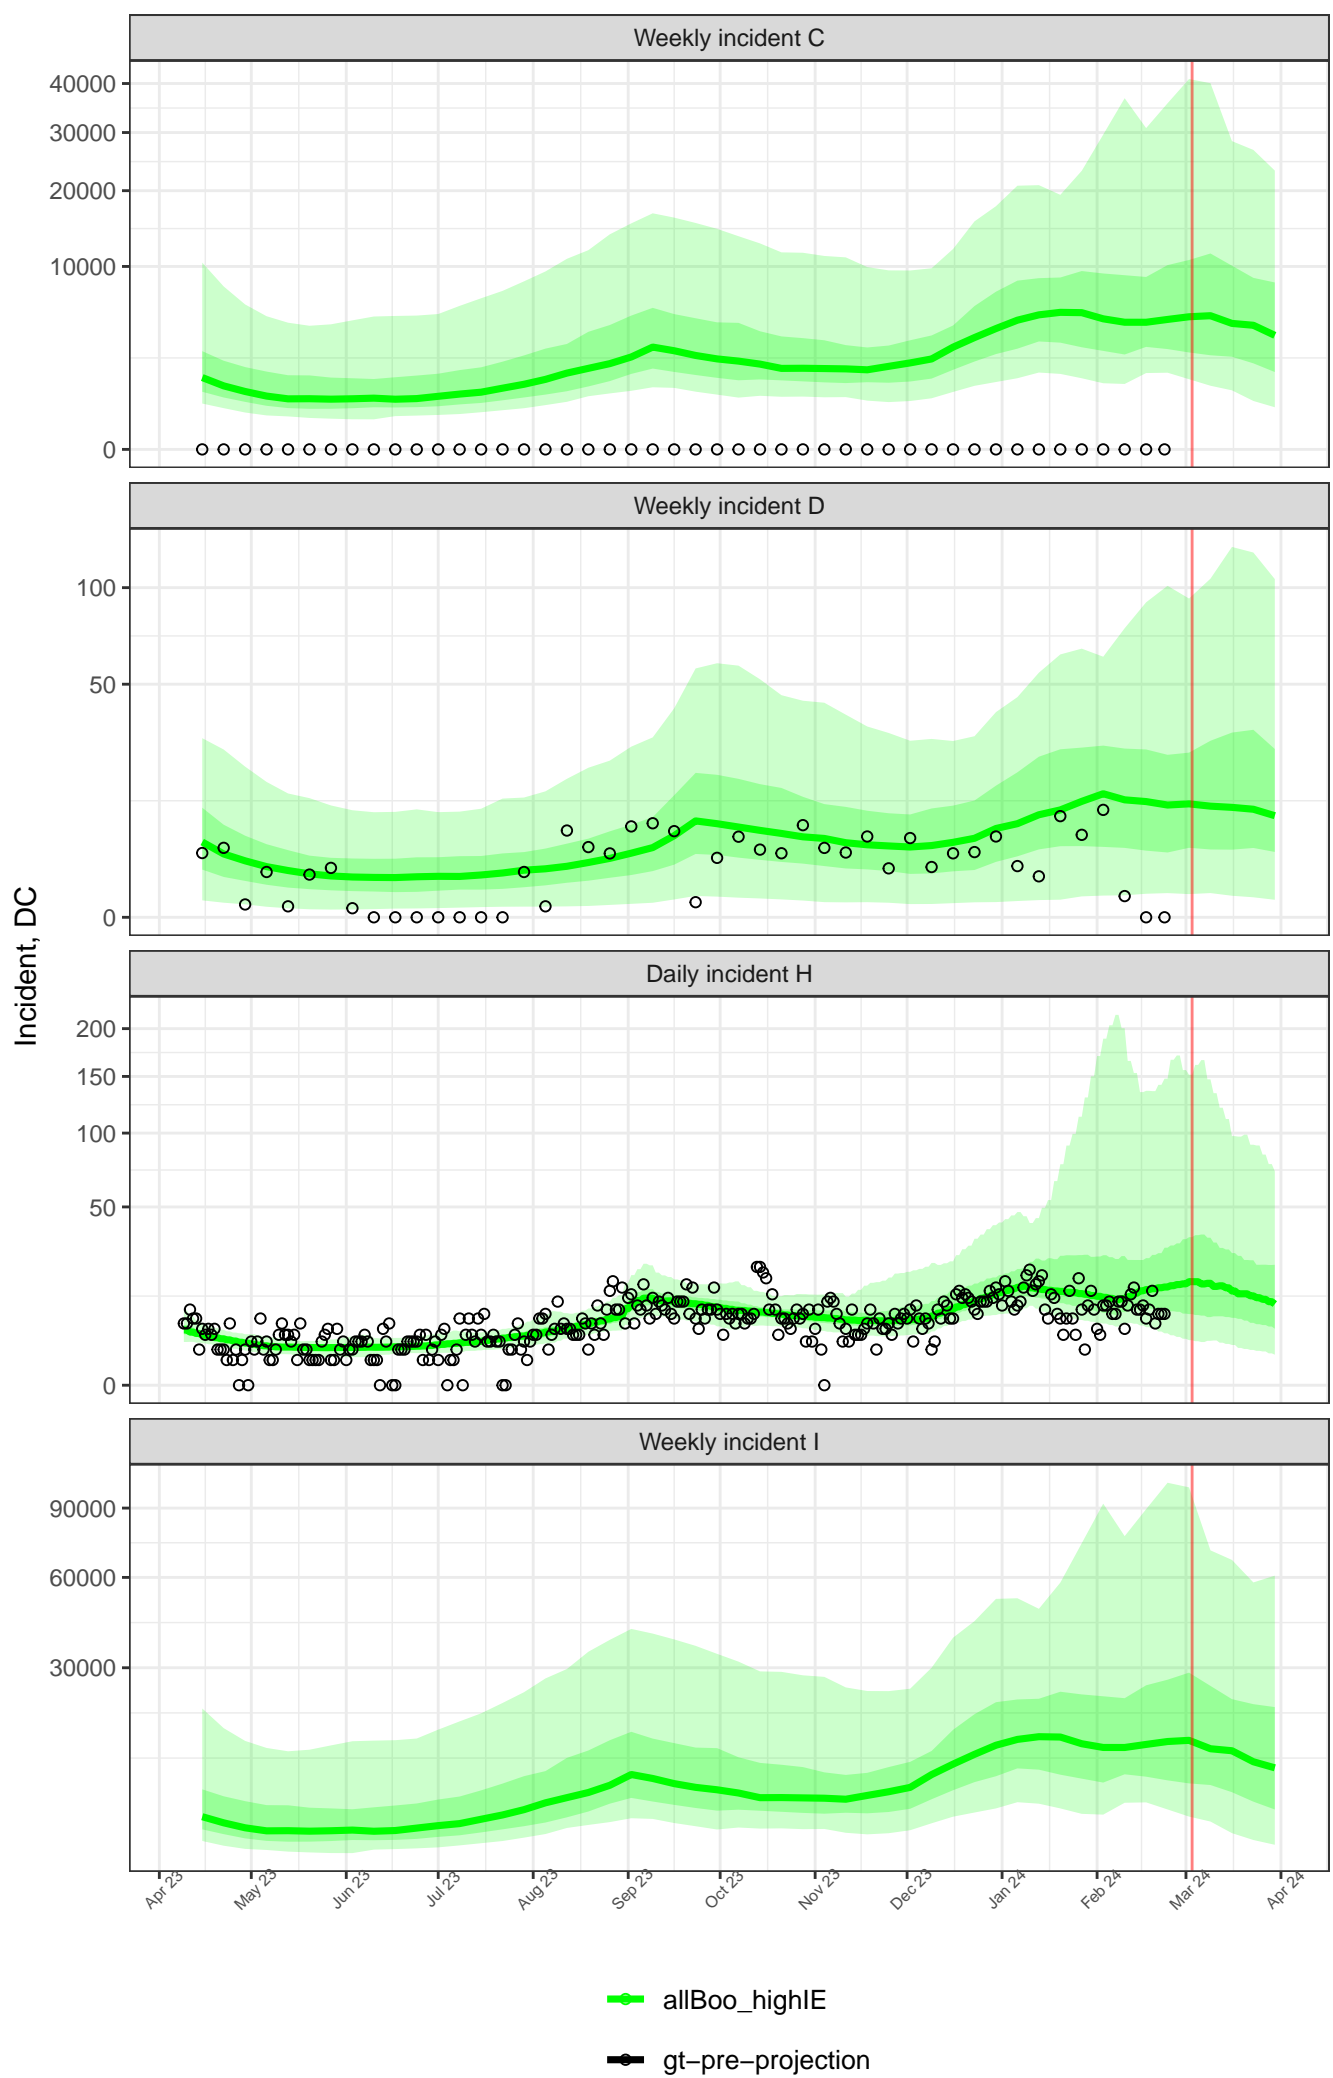 Weekly incident C
40000
30000
20000
10000
0
Weekly incident D
100
50
0
Incident, DC
Daily incident H
200
150
100
50
0
Weekly incident I
90000
60000
30000
Apr 23
May 23
Jun 23
Jul 23
Aug 23
Sep 23
Oct 23
Nov 23
Dec 23
Jan 24
Feb 24
Mar 24
Apr 24
allBoo_highIE
gt−pre−projection